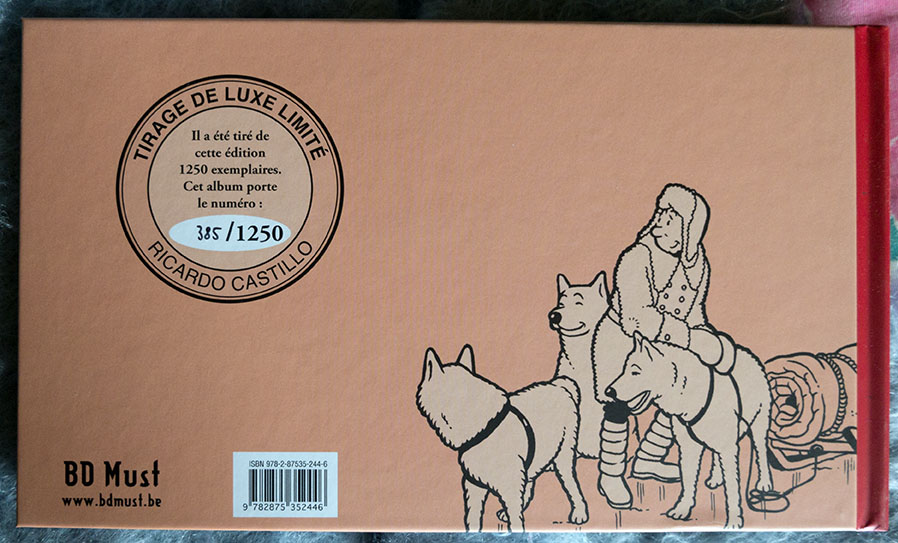 TIRAGE DE LUXE LIMITÉ
Il a été tiré de
cette édition
1250 exemplaires.
Cet album porte
le numéro :
385/1250
RICARDO CASTILLO
BD Must
www.bdmust.be
ISBN 978-2-87535-244-6
9 782875 352446